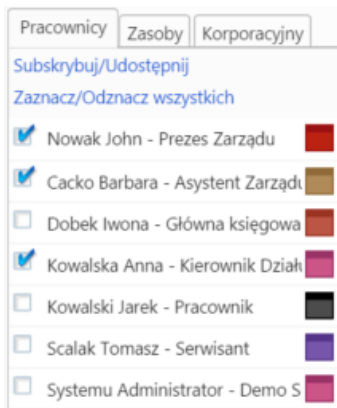 Pracownicy Zasoby Korporacyjny
Subskrybuj/Udostępnij
Zaznacz/Odznacz wszystkich
Nowak John - Prezes Zarządu
Cacko Barbara - Asystent Zarządu
Dobek Iwona - Główna księgowa
Kowalska Anna - Kierownik Dział
Kowalski Jarek - Pracownik
Scalak Tomasz - Serwisant
Systemu Administrator - Demo S